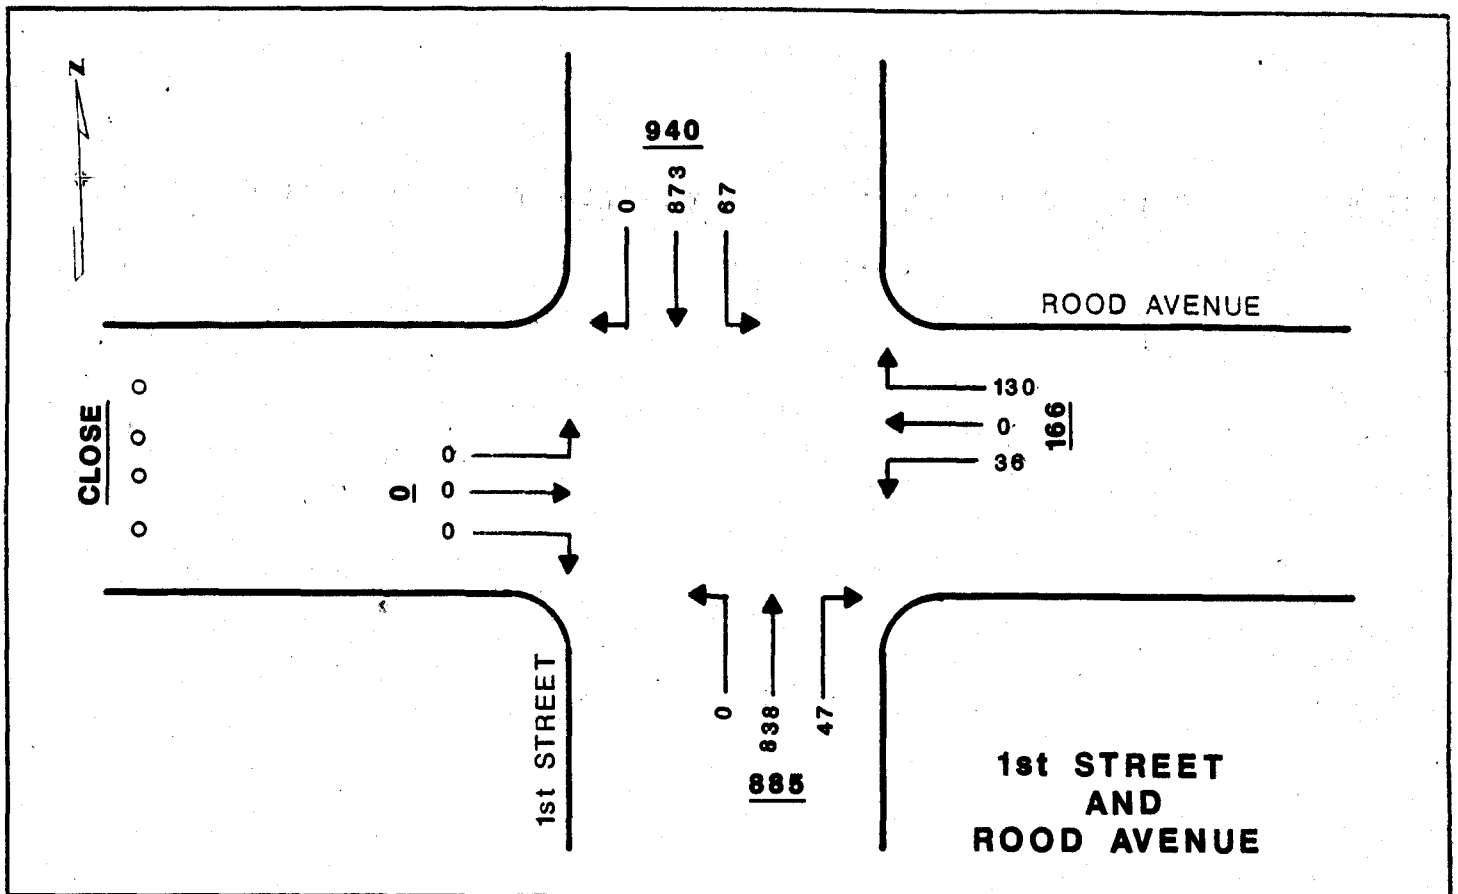 N
940
0
873
67
ROOD AVENUE
130
0
36
166
CLOSE
0
0
0
0
1st STREET
0
838
47
885
1st STREET
AND
ROOD AVENUE